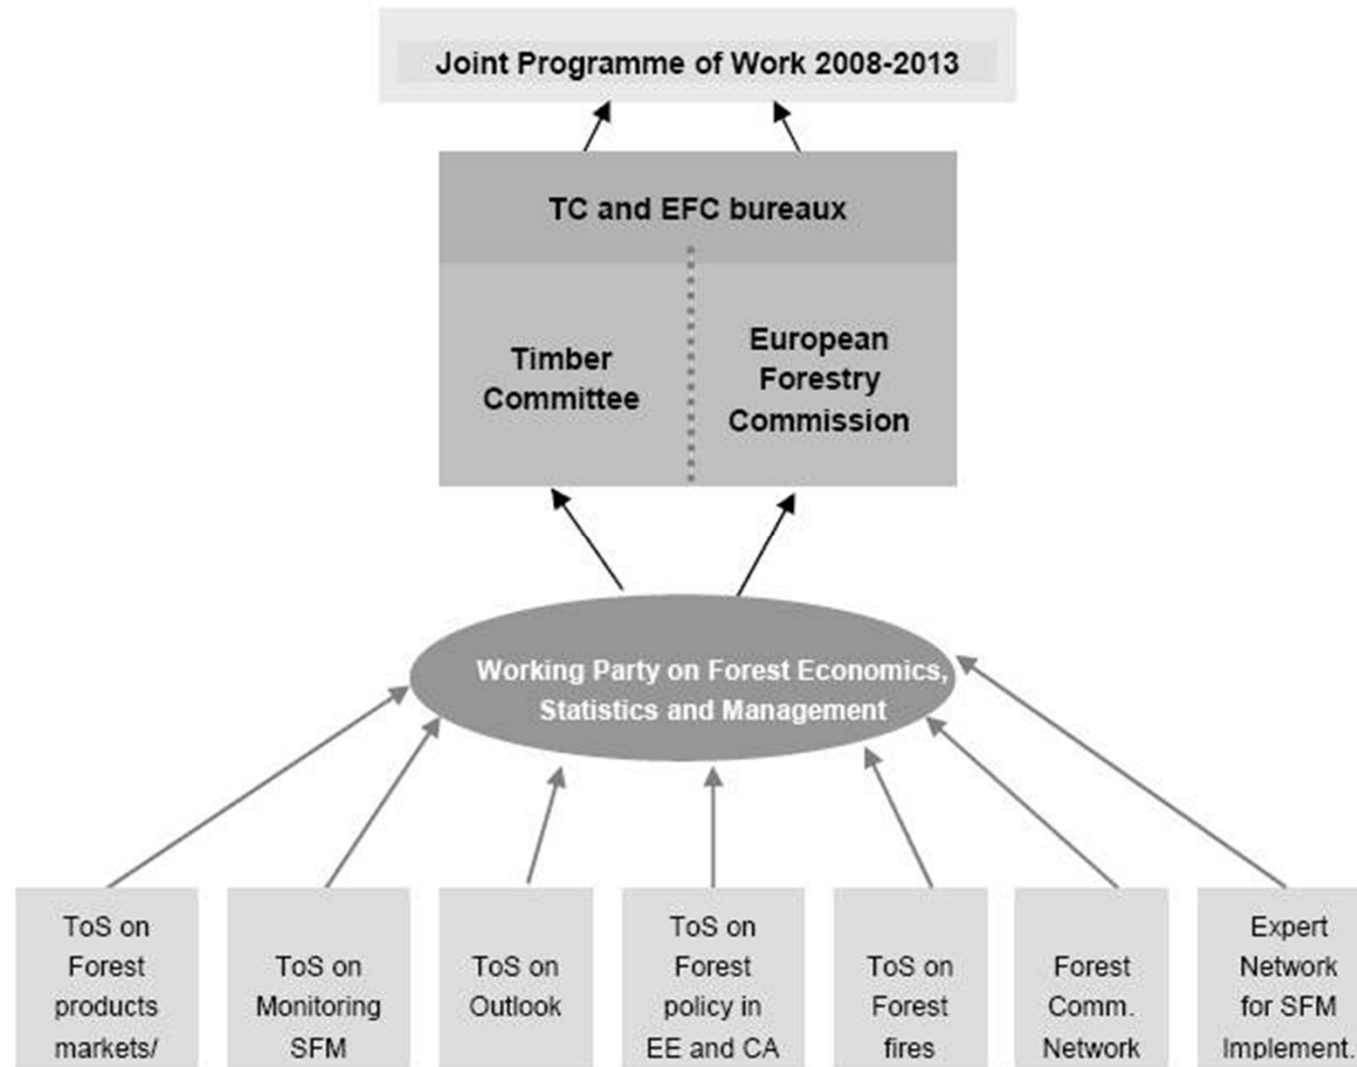 Joint Programme of Work 2008-2013
TC and EFC bureaux
Timber
Committee
European
Forestry
Commission
Working Party on Forest Economics,
Statistics and Management
ToS on
Forest
products
markets/
ToS on
Monitoring
SFM
ToS on
Outlook
ToS on
Forest
policy in
EE and CA
ToS on
Forest
fires
Forest
Comm.
Network
Expert
Network
for SFM
Implement.